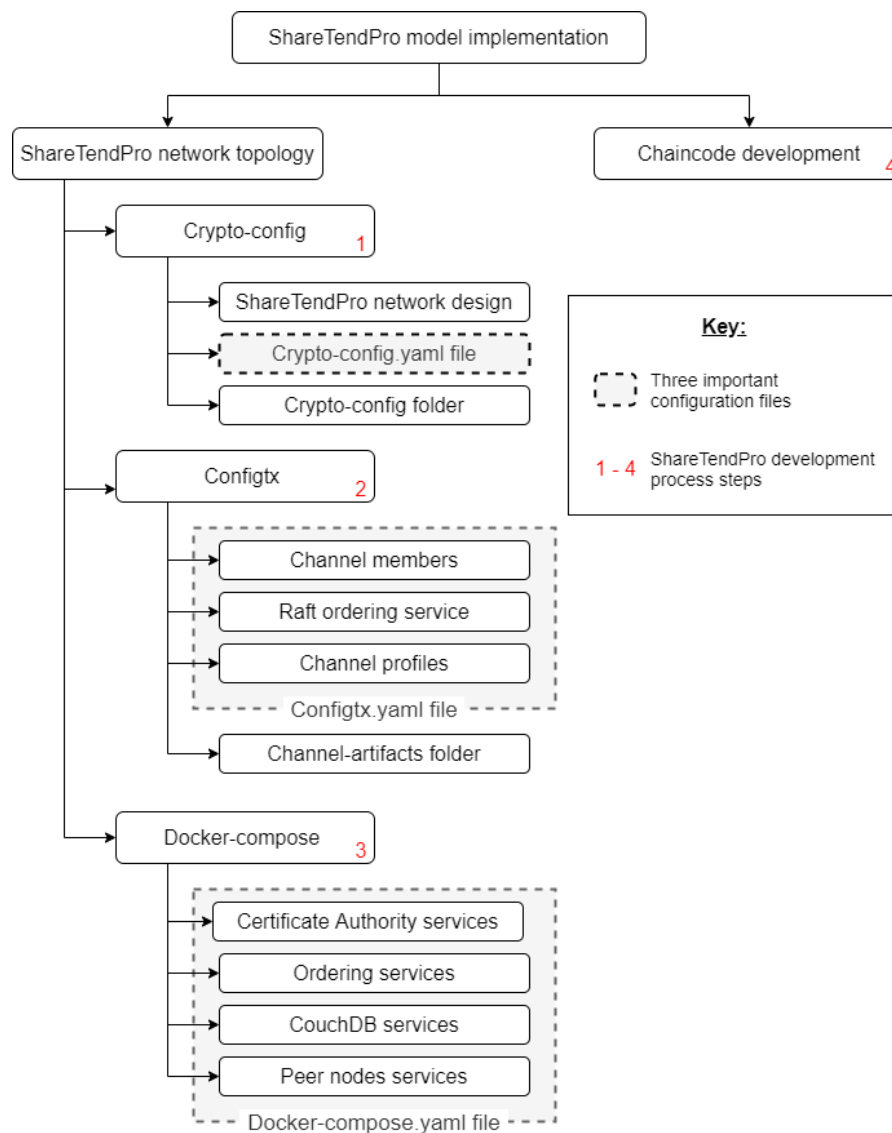 ShareTendPro model implementation
ShareTendPro network topology
Chaincode development
4
Crypto-config
1
ShareTendPro network design
Crypto-config.yaml file
Crypto-config folder
Key:
Three important
configuration files
1 - 4
ShareTendPro development
process steps
Configtx
2
Channel members
Raft ordering service
Channel profiles
Configtx.yaml file
Channel-artifacts folder
Docker-compose
3
Certificate Authority services
Ordering services
CouchDB services
Peer nodes services
Docker-compose.yaml file